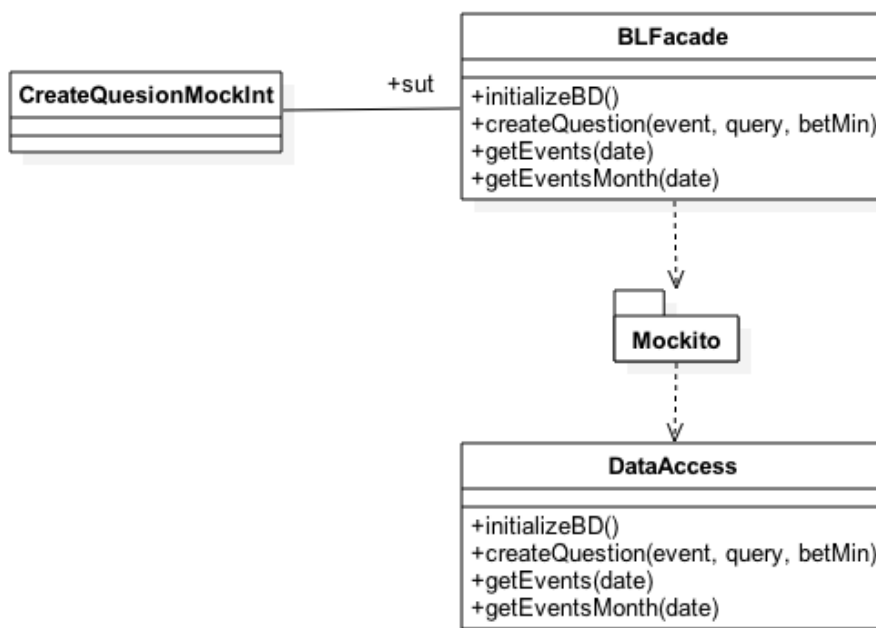 BLFacade
CreateQuesionMockInt
+sut
+initializeBD()
+createQuestion(event, query, betMin)
+getEvents(date)
+getEventsMonth(date)
Mockito
DataAccess
+initializeBD()
+createQuestion(event, query, betMin)
+getEvents(date)
+getEventsMonth(date)